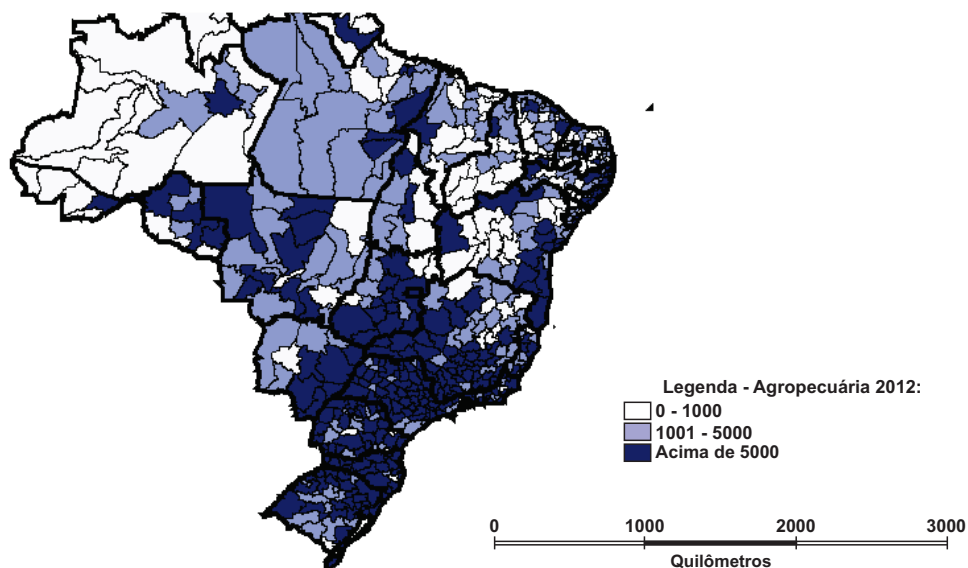 Legenda - Agropecuária 2012:
0 - 1000
1001 - 5000
Acima de 5000
0 1000 2000 3000
Quilômetros